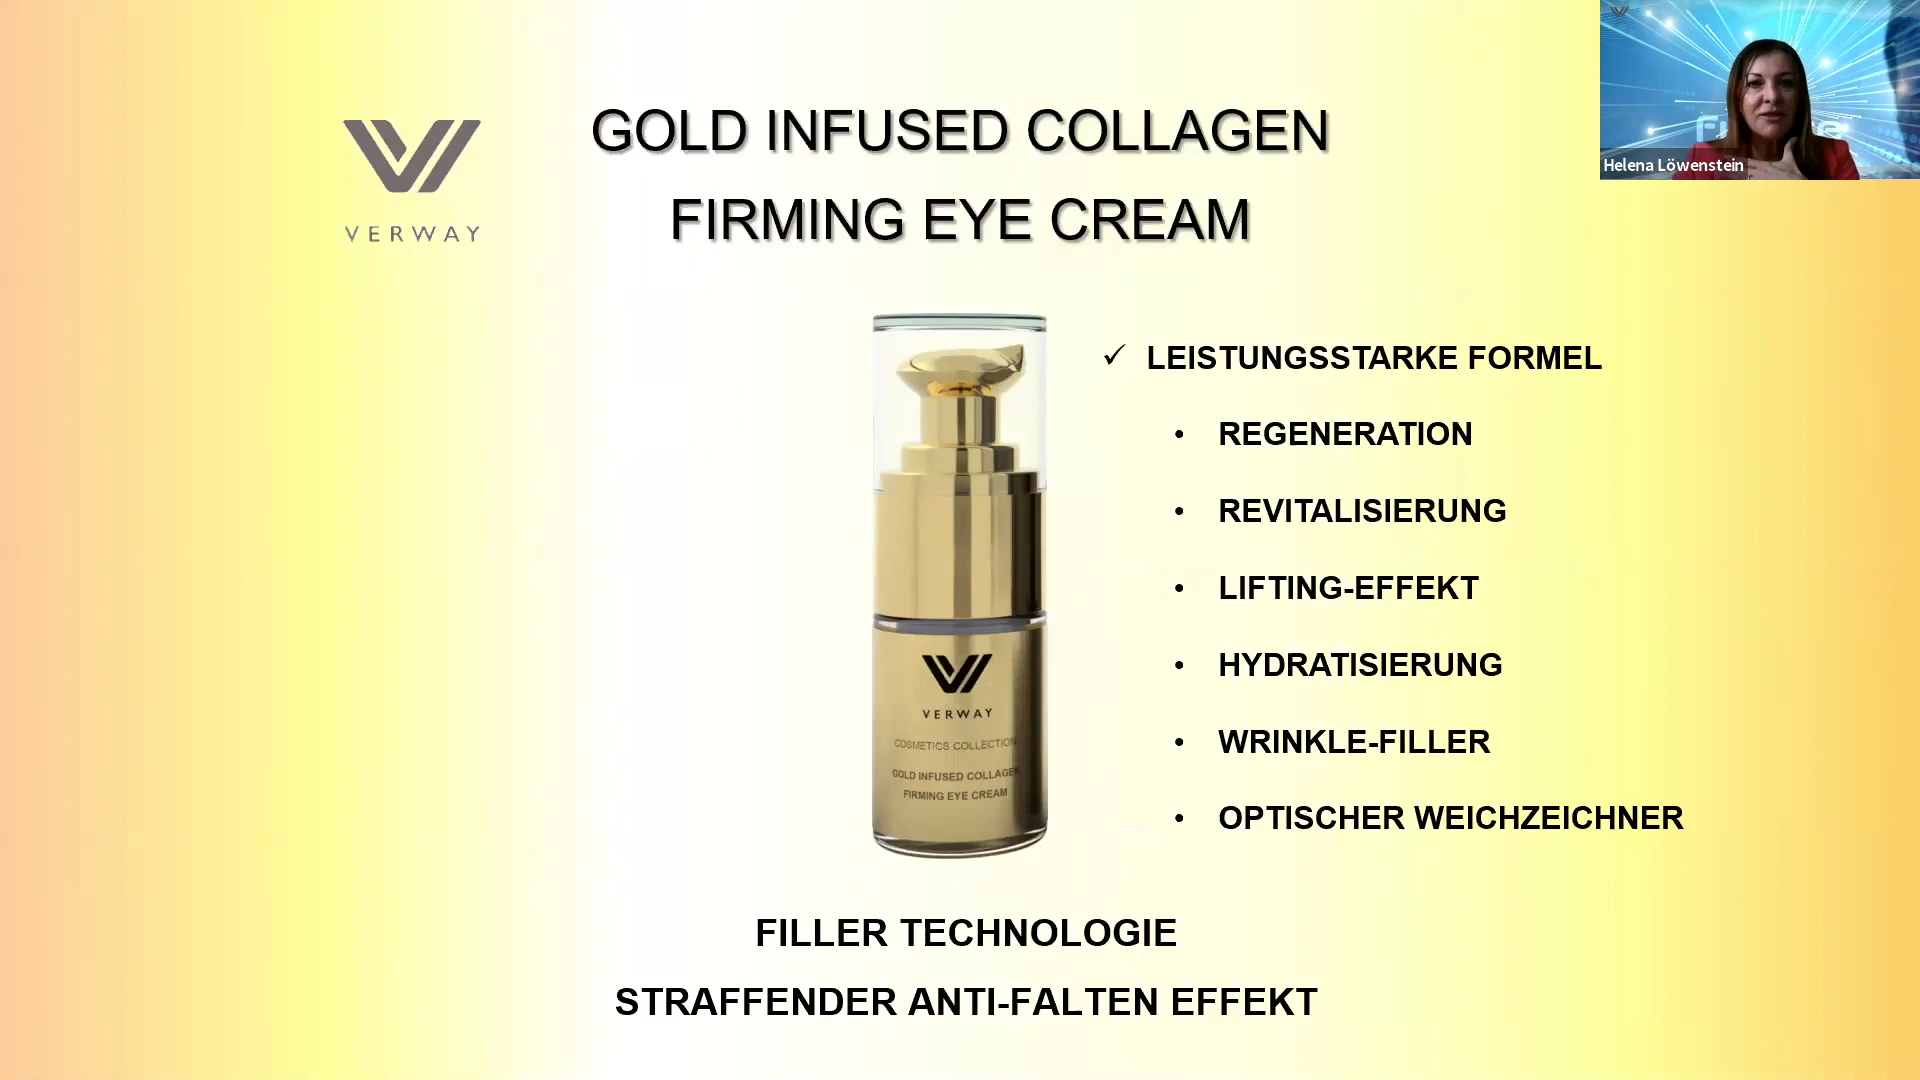 GOLD INFUSED COLLAGEN
FIRMING EYE CREAM
VERWAY
Helena Löwenstein
✓ LEISTUNGSSTARKE FORMEL
• REGENERATION
• REVITALISIERUNG
• LIFTING-EFFEKT
• HYDRATISIERUNG
• WRINKLE-FILLER
• OPTISCHER WEICHZEICHNER
VERWAY
COSMETICS COLLECTION
GOLD INFUSED COLLAGEN
FIRMING EYE CREAM
FILLER TECHNOLOGIE
STRAFFENDER ANTI-FALTEN EFFEKT